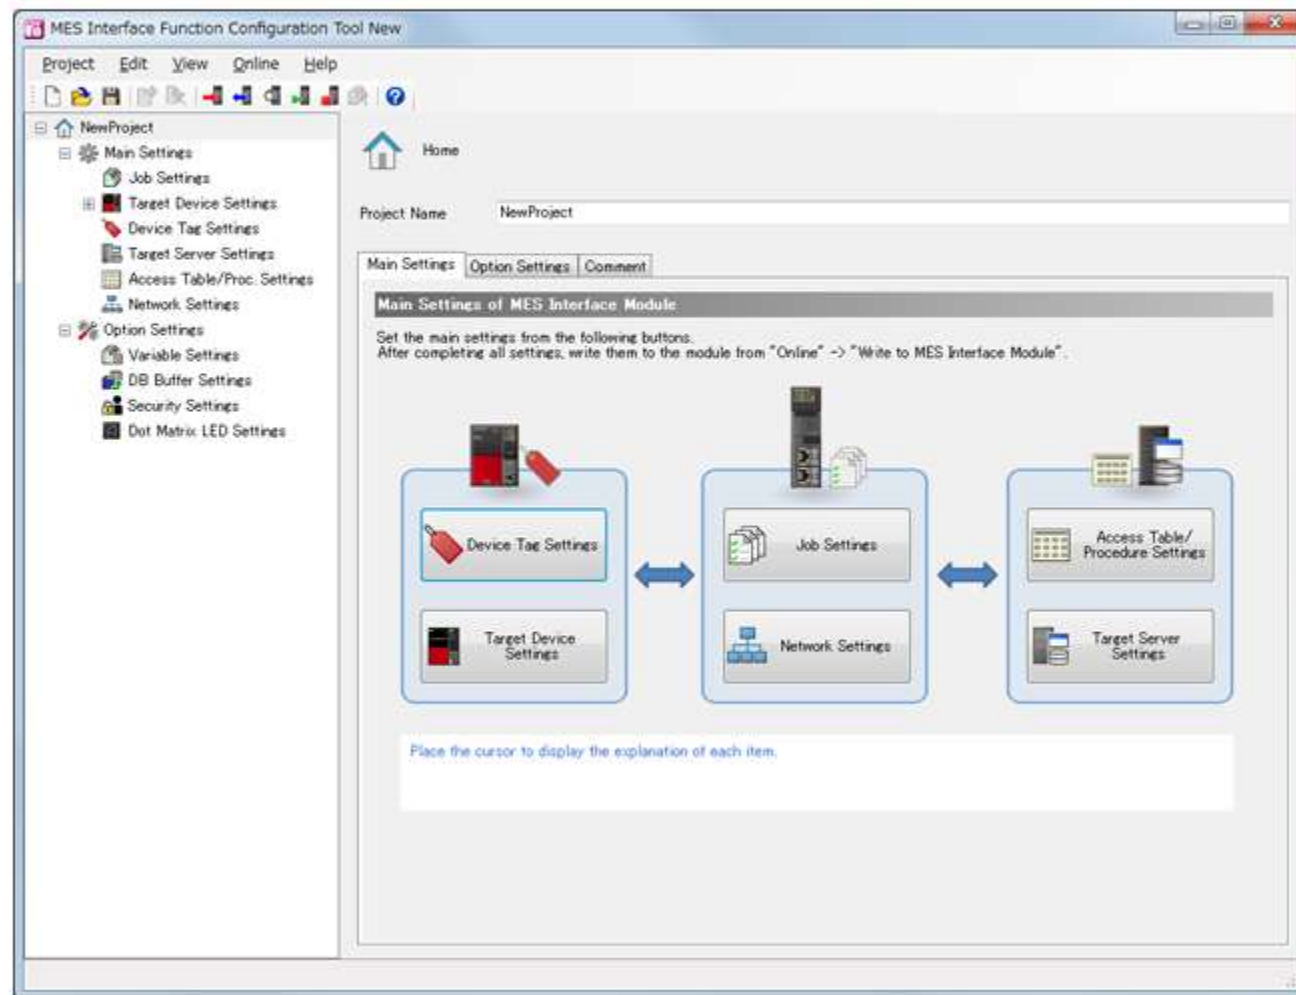 MES Interface Function Configuration Tool New
Project Edit View Online Help
NewProject
Main Settings
Job Settings
Target Device Settings
Device Tag Settings
Target Server Settings
Access Table/Proc. Settings
Network Settings
Option Settings
Variable Settings
DB Buffer Settings
Security Settings
Dot Matrix LED Settings
Home
Project Name NewProject
Main Settings Option Settings Comment
Main Settings of MES Interface Module
Set the main settings from the following buttons.
After completing all settings, write them to the module from "Online" -> "Write to MES Interface Module".
Device Tag Settings
Target Device
Settings
Job Settings
Network Settings
Access Table/
Procedure Settings
Target Server
Settings
Place the cursor to display the explanation of each item.